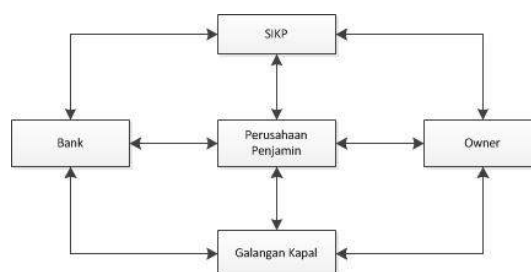 SIKP
Bank
Perusahaan
Penjamin
Owner
Galangan Kapal